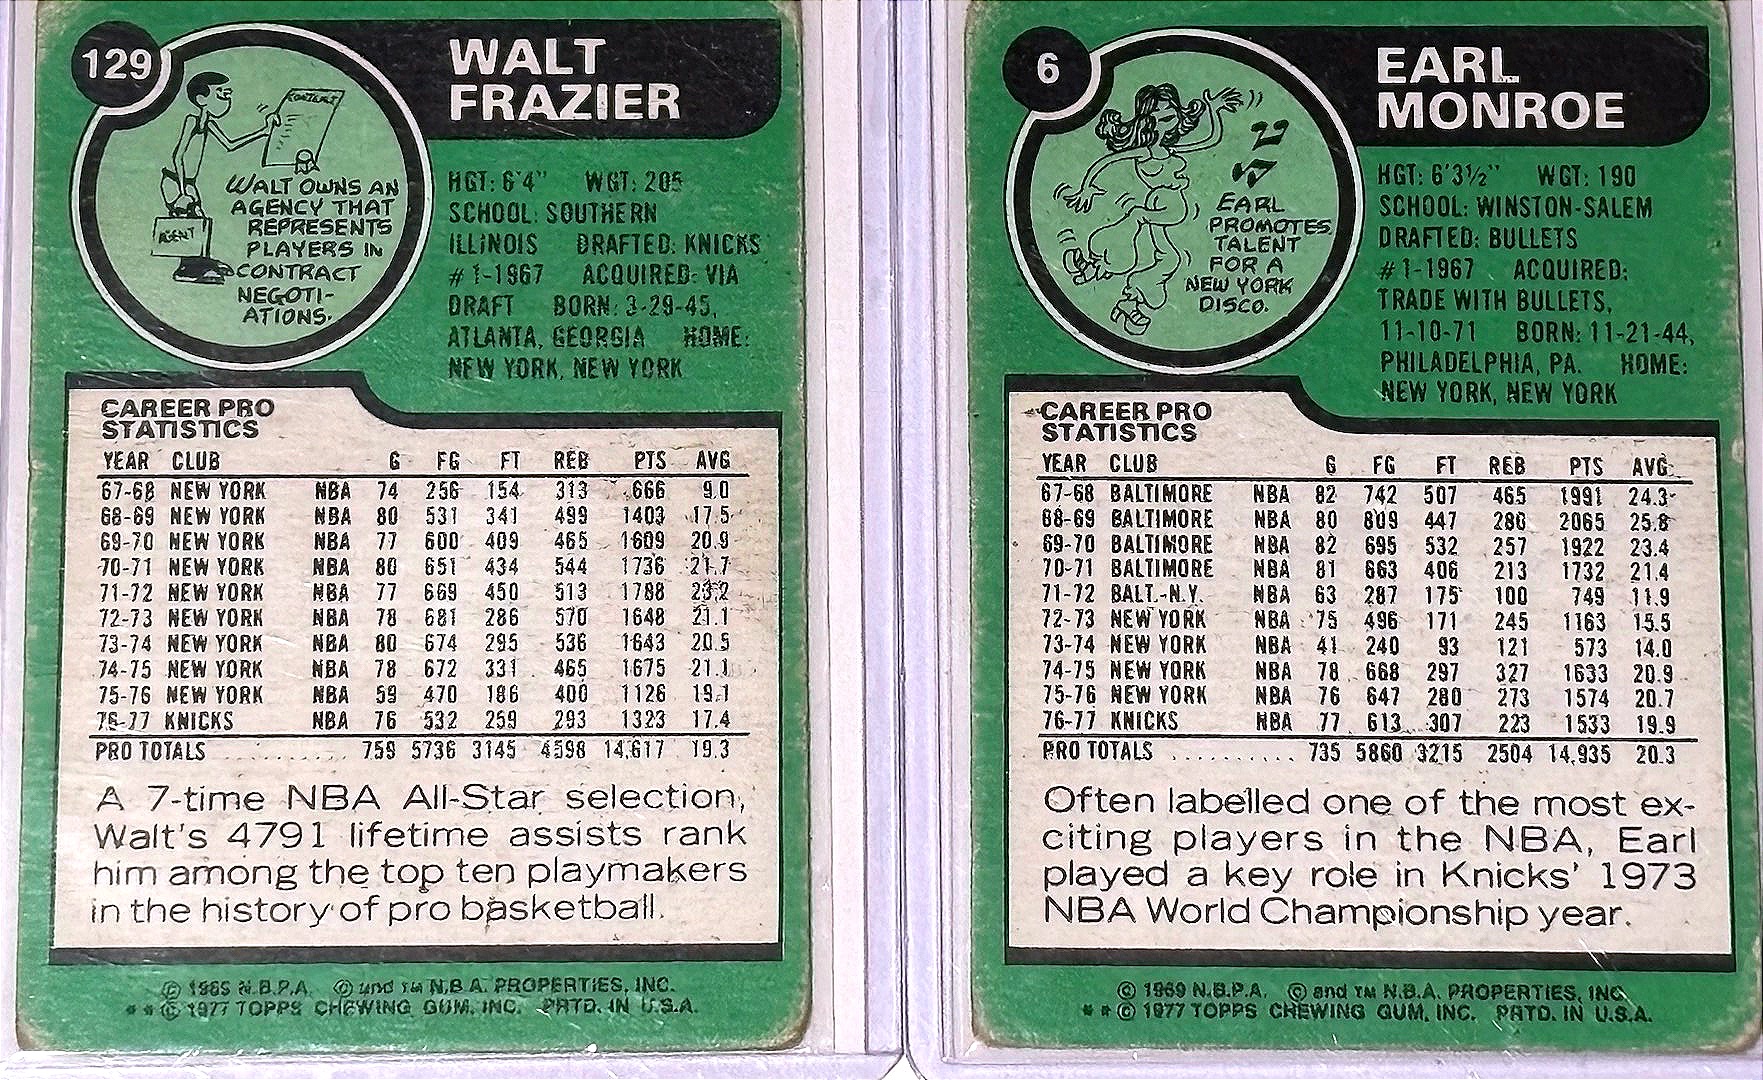 129
WALT
FRAZIER
CONTRACT
AGENT
WALT OWNS AN
AGENCY THAT
REPRESENTS
PLAYERS IN
CONTRACT
NEGOTI-
ATIONS.
HGT: 6'4" WGT: 205
SCHOOL: SOUTHERN
ILLINOIS DRAFTED: KNICKS
#1-1967 ACQUIRED: VIA
DRAFT BORN: 3-29-45,
ATLANTA, GEORGIA HOME:
NEW YORK, NEW YORK
CAREER PRO
STATISTICS
YEAR CLUB G FG FT REB PTS AVG
67-68 NEW YORK NBA 74 256 154 313 666 9.0
68-69 NEW YORK NBA 80 531 341 499 1403 17.5
69-70 NEW YORK NBA 77 600 409 465 1609 20.9
70-71 NEW YORK NBA 80 651 434 544 1736 21.7
71-72 NEW YORK NBA 77 669 450 513 1788 23.2
72-73 NEW YORK NBA 78 681 286 570 1648 21.1
73-74 NEW YORK NBA 80 674 295 536 1643 20.5
74-75 NEW YORK NBA 78 672 331 465 1675 21.1
75-76 NEW YORK NBA 59 470 186 400 1126 19.1
76-77 KNICKS NBA 76 532 259 293 1323 17.4
PRO TOTALS .......... 759 5736 3145 4598 14,617 19.3
A 7-time NBA All-Star selection,
Walt's 4791 lifetime assists rank
him among the top ten playmakers
in the history of pro basketball.
© 1969 N.B.P.A. © and TM N.B.A. PROPERTIES, INC.
* * © 1977 TOPPS CHEWING GUM, INC. PRTD. IN U.S.A.
6
EARL
MONROE
EARL
PROMOTES
TALENT
FOR A
NEW YORK
DISCO.
HGT: 6'3½" WGT: 190
SCHOOL: WINSTON-SALEM
DRAFTED: BULLETS
#1-1967 ACQUIRED:
TRADE WITH BULLETS,
11-10-71 BORN: 11-21-44,
PHILADELPHIA, PA. HOME:
NEW YORK, NEW YORK
CAREER PRO
STATISTICS
YEAR CLUB G FG FT REB PTS AVG
67-68 BALTIMORE NBA 82 742 507 465 1991 24.3
68-69 BALTIMORE NBA 80 809 447 280 2065 25.8
69-70 BALTIMORE NBA 82 695 532 257 1922 23.4
70-71 BALTIMORE NBA 81 663 406 213 1732 21.4
71-72 BALT.-N.Y. NBA 63 287 175 100 749 11.9
72-73 NEW YORK NBA 75 496 171 245 1163 15.5
73-74 NEW YORK NBA 41 240 93 121 573 14.0
74-75 NEW YORK NBA 78 668 297 327 1633 20.9
75-76 NEW YORK NBA 76 647 280 273 1574 20.7
76-77 KNICKS NBA 77 613 307 223 1533 19.9
PRO TOTALS .......... 735 5860 3215 2504 14,935 20.3
Often labelled one of the most ex-
citing players in the NBA, Earl
played a key role in Knicks' 1973
NBA World Championship year.
© 1969 N.B.P.A. © and TM N.B.A. PROPERTIES, INC
* * © 1977 TOPPS CHEWING GUM, INC. PRTD. IN U.S.A.